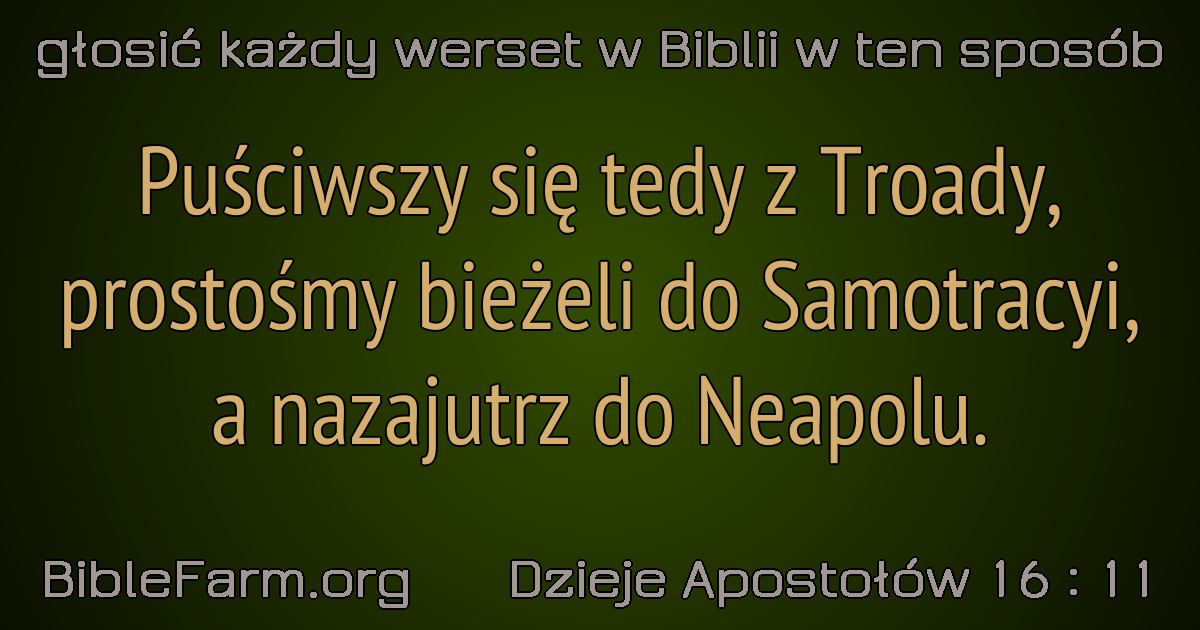 głosić każdy werset w Biblii w ten sposób
Puściwszy się tedy z Troady,
prostośmy bieżeli do Samotracyi,
a nazajutrz do Neapolu.
BibleFarm.org
Dzieje Apostołów 16 : 11